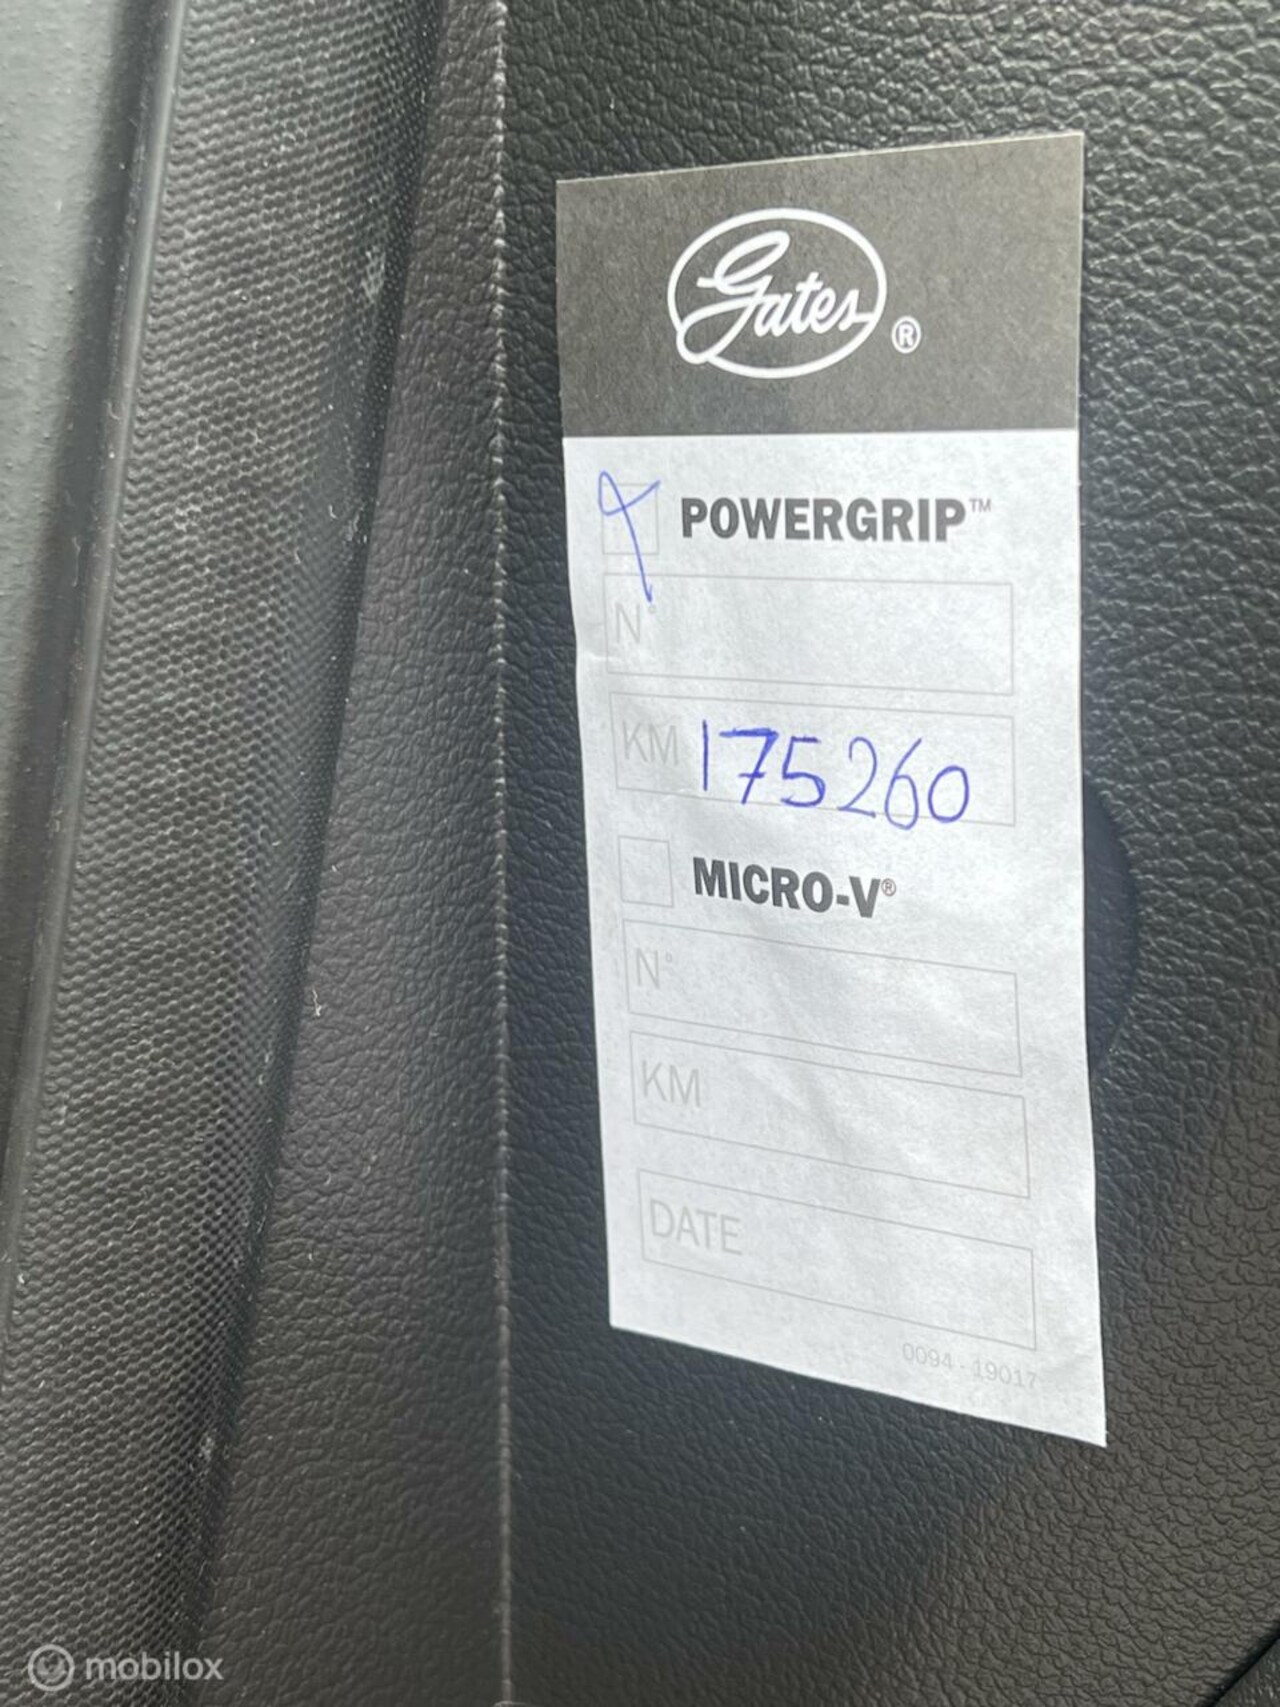 Gates®
POWERGRIP™
N°
KM 175260
MICRO-V®
N°
KM
DATE
0094 - 19017
mobilox